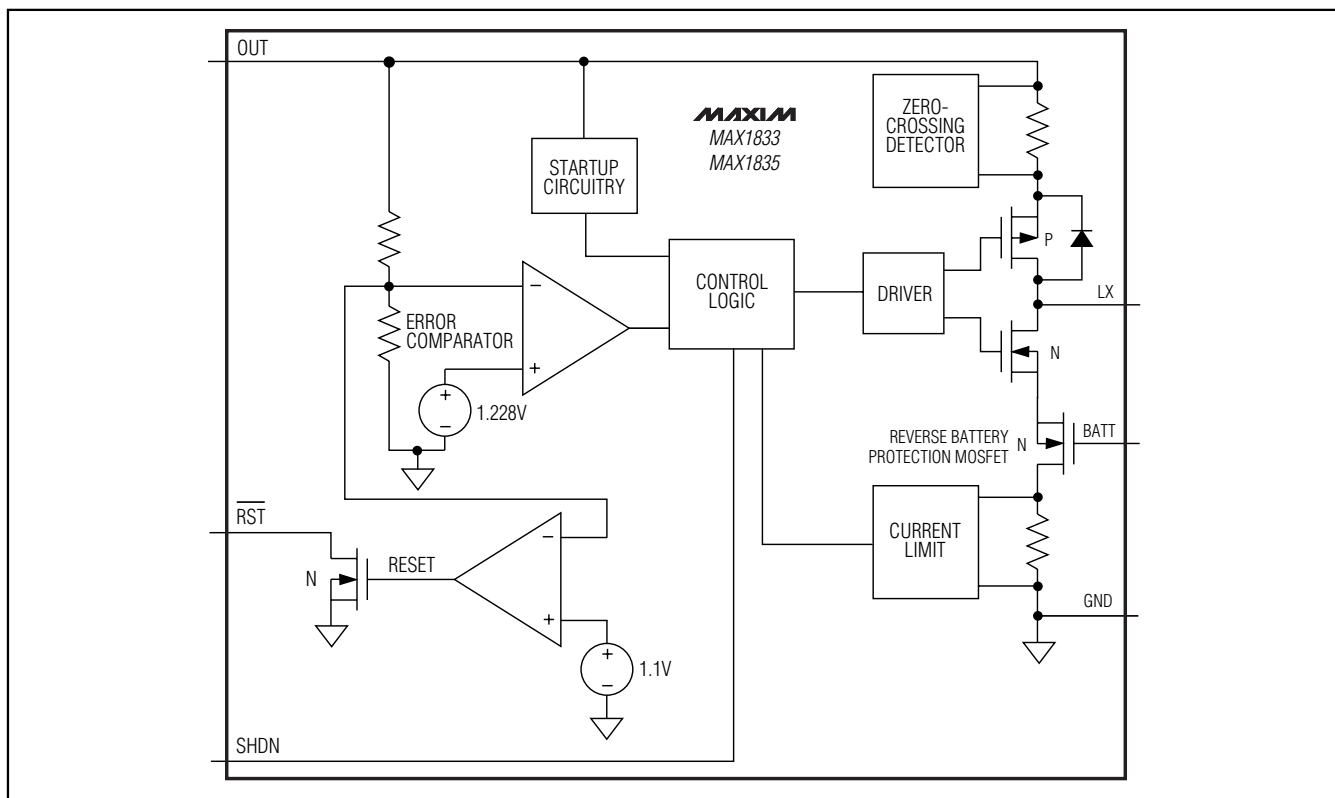 OUT
MAXIM
MAX1833
MAX1835
ZERO-
CROSSING
DETECTOR
STARTUP
CIRCUITRY
P
CONTROL
LOGIC
DRIVER
LX
−
ERROR
COMPARATOR
+
N
+
−
1.228V
REVERSE BATTERY
PROTECTION MOSFET
N
BATT
RST
CURRENT
LIMIT
−
N
RESET
+
GND
+
−
1.1V
SHDN